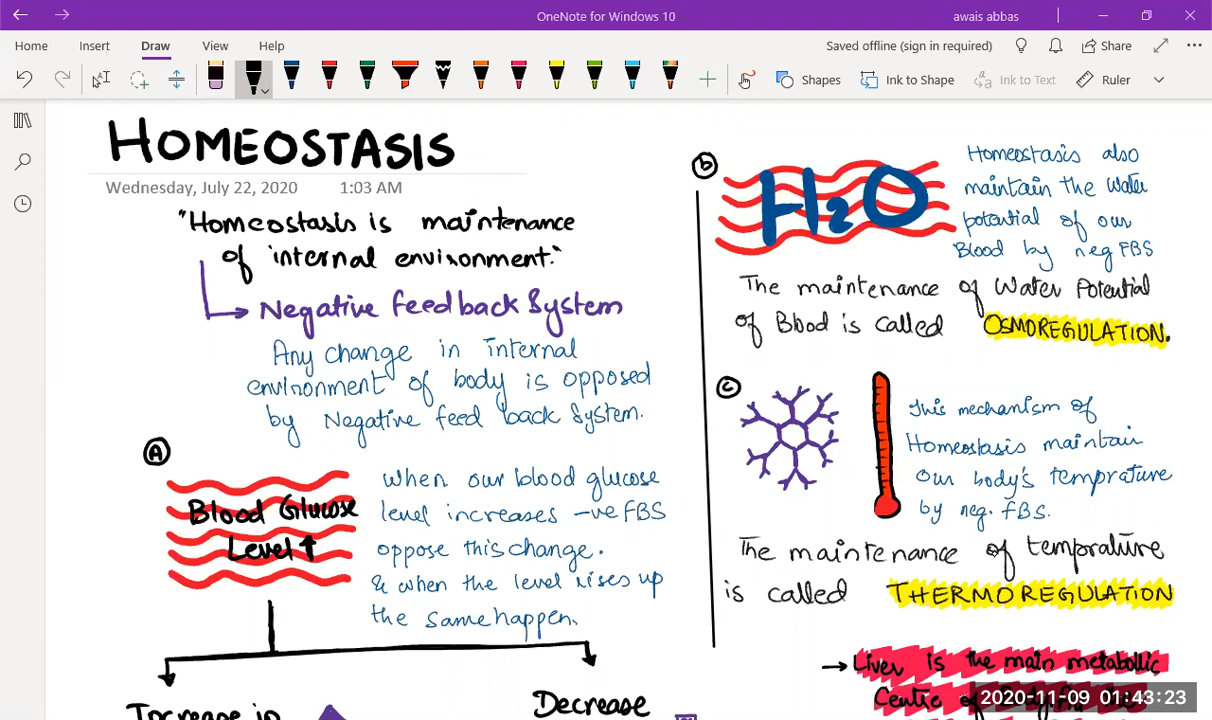 OneNote for Windows 10
awais abbas
Home Insert Draw View Help
Saved offline (sign in required)
Share
Shapes
Ink to Shape
Ink to Text
Ruler
HOMEOSTASIS
Wednesday, July 22, 2020 1:03 AM
"Homeostasis is maintenance
of internal environment."
Negative feedback System
Any change in internal
environment of body is opposed
by Negative feed back System.
A
Blood Glucose
Level ↑
when our blood glucose
level increases -ve FBS
oppose this change.
& when the level rises up
the same happen.
Increase in
Decrease
b
H2O
Homeostasis also
maintain the water
potential of our
Blood by neg FBS
The maintenance of Water Potential
of Blood is called OSMOREGULATION.
c
This mechanism of
Homeostasis maintain
Our body's temprature
by neg. FBS.
The maintenance of temprature
is called THERMOREGULATION
→ Liver is the main metabollic
Centre of
2020-11-09 01:43:23